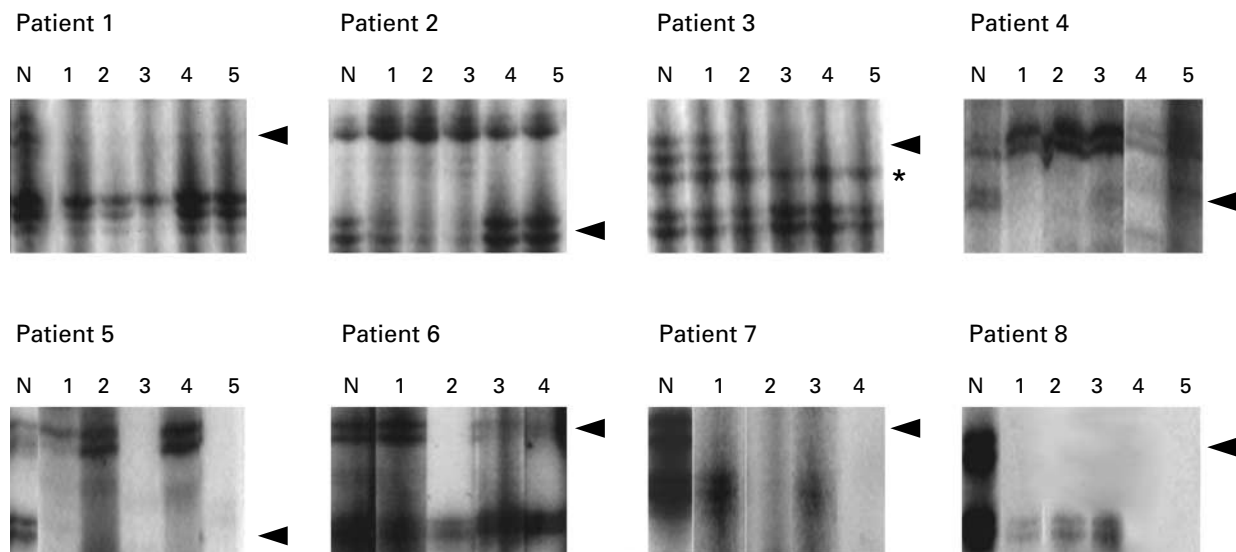 Patient 1 Patient 2 Patient 3 Patient 4
N 1 2 3 4 5 N 1 2 3 4 5 N 1 2 3 4 5 N 1 2 3 4 5
*
Patient 5 Patient 6 Patient 7 Patient 8
N 1 2 3 4 5 N 1 2 3 4 N 1 2 3 4 N 1 2 3 4 5